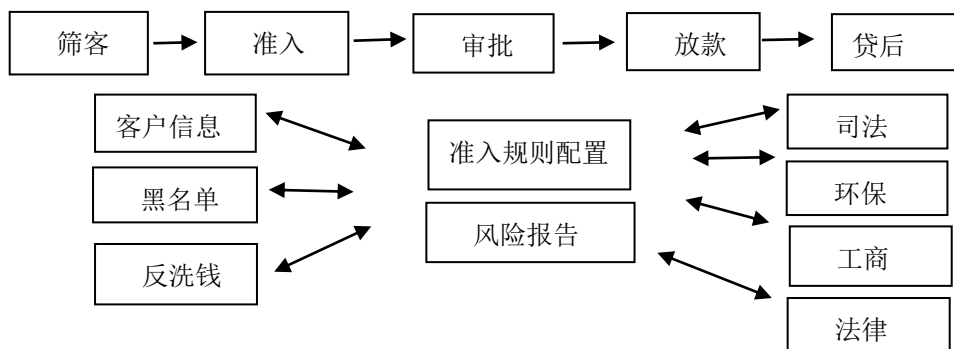 筛客
准入
审批
放款
贷后
客户信息
黑名单
反洗钱
准入规则配置
风险报告
司法
环保
工商
法律